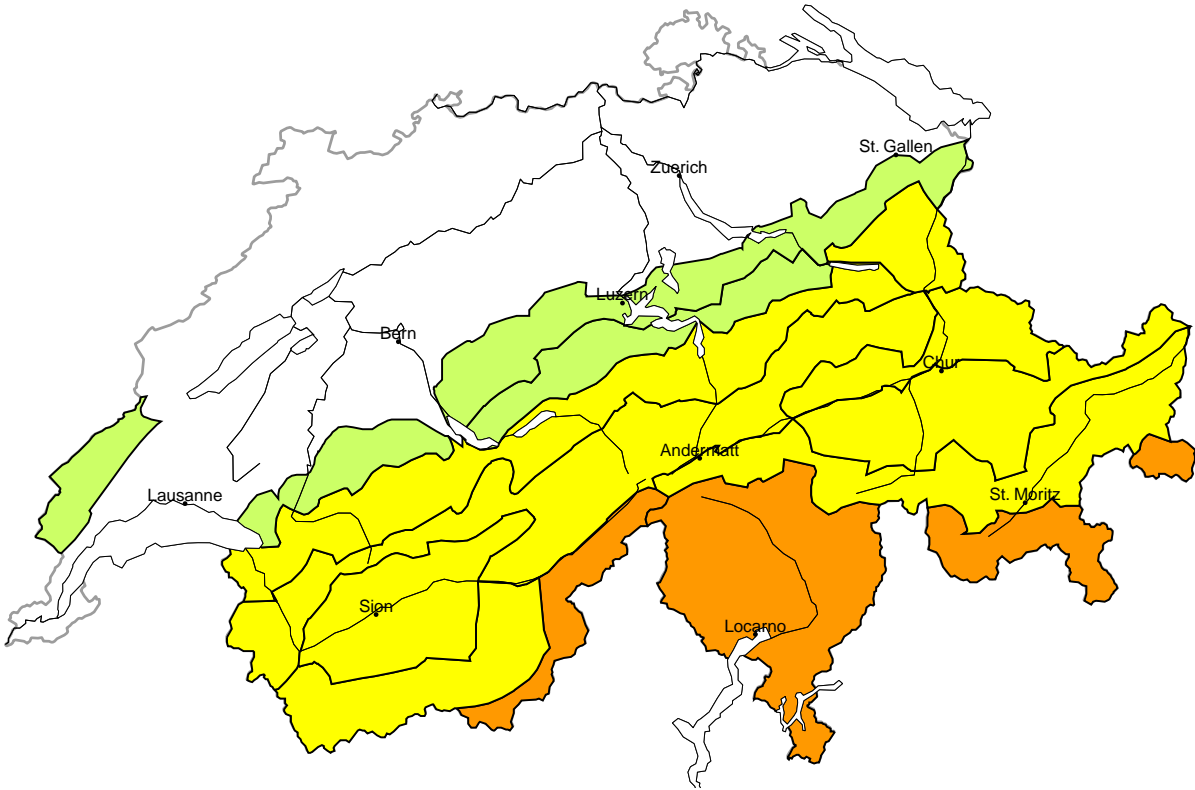 St. Gallen
Zuerich
Luzern
Bern
Chur
Andermatt
Lausanne
St. Moritz
Sion
Locarno